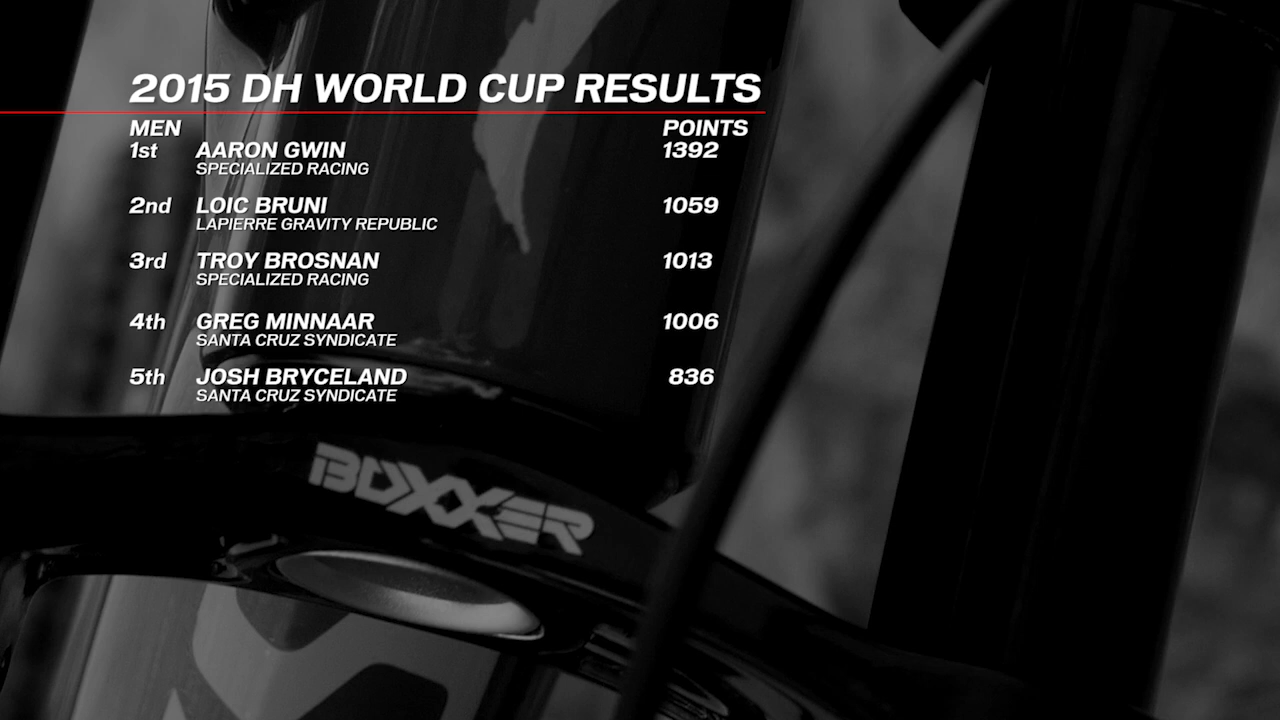 2015 DH WORLD CUP RESULTS
MEN POINTS
1st AARON GWIN 1392
SPECIALIZED RACING
2nd LOIC BRUNI 1059
LAPIERRE GRAVITY REPUBLIC
3rd TROY BROSNAN 1013
SPECIALIZED RACING
4th GREG MINNAAR 1006
SANTA CRUZ SYNDICATE
5th JOSH BRYCELAND 836
SANTA CRUZ SYNDICATE
BOXXER